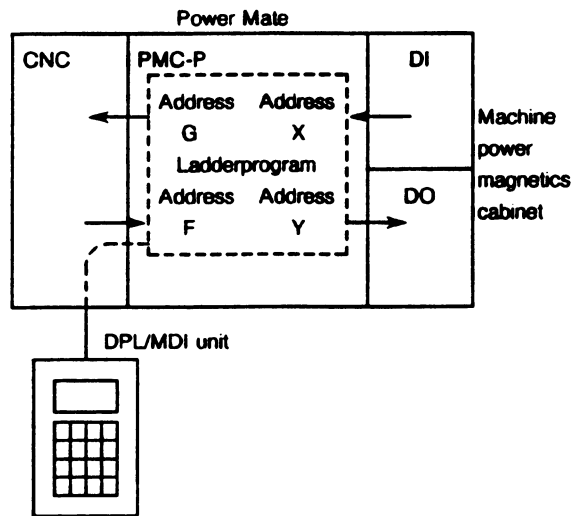 Power Mate
CNC
PMC-P
DI
Address Address
G X
Ladderprogram
Address Address
F Y
DO
Machine
power
magnetics
cabinet
DPL/MDI unit